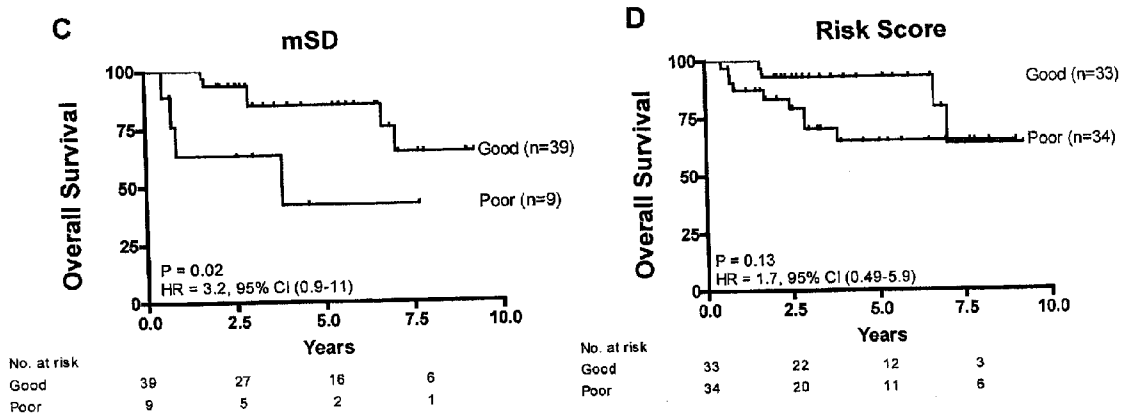 C
mSD
Overall Survival
100
75
50
25
0
Good (n=39)
Poor (n=9)
P = 0.02
HR = 3.2, 95% CI (0.9-11)
0.0 2.5 5.0 7.5 10.0
Years
No. at risk
Good 39 27 16 6
Poor 9 5 2 1
D
Risk Score
Overall Survival
100
75
50
25
0
Good (n=33)
Poor (n=34)
P = 0.13
HR = 1.7, 95% CI (0.49-5.9)
0.0 2.5 5.0 7.5 10.0
Years
No. at risk
Good 33 22 12 3
Poor 34 20 11 6